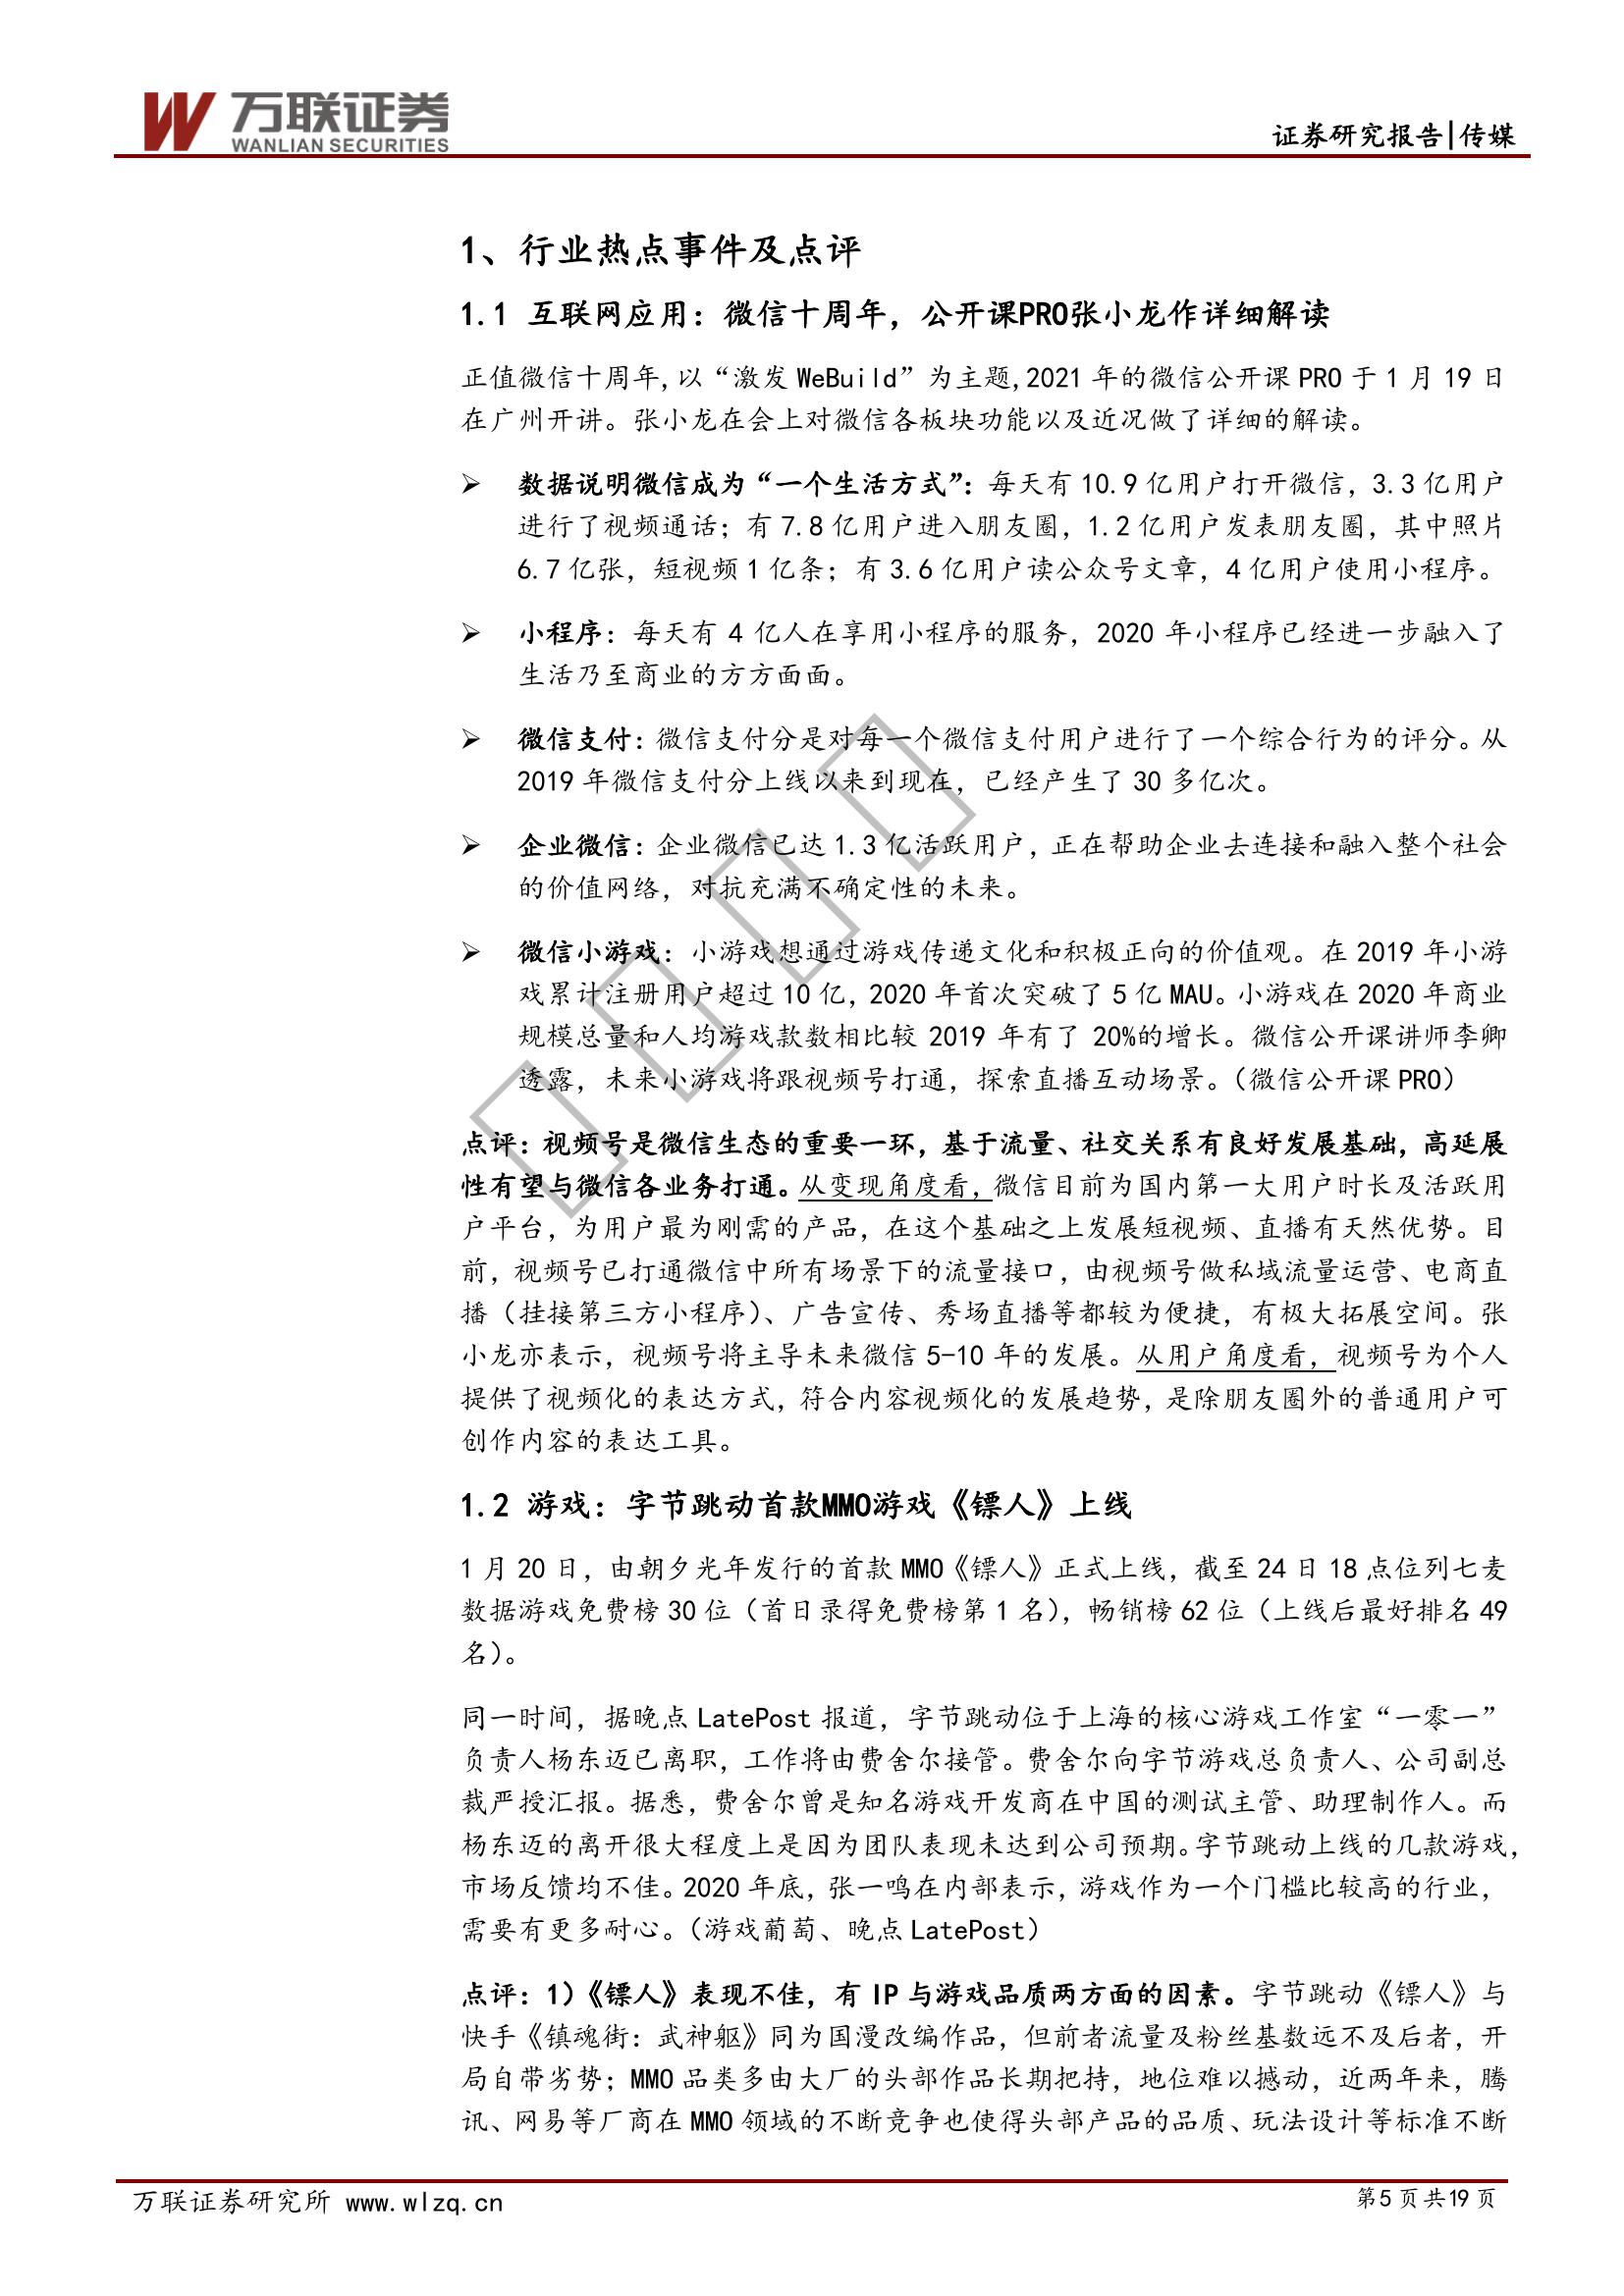 万联证券
WANLIAN SECURITIES
证券研究报告|传媒
1、行业热点事件及点评
1.1 互联网应用：微信十周年，公开课PRO张小龙作详细解读
正值微信十周年,以“激发 WeBuild”为主题,2021 年的微信公开课 PRO 于 1 月 19 日
在广州开讲。张小龙在会上对微信各板块功能以及近况做了详细的解读。
➢ 数据说明微信成为“一个生活方式”：每天有 10.9 亿用户打开微信，3.3 亿用户
进行了视频通话；有 7.8 亿用户进入朋友圈，1.2 亿用户发表朋友圈，其中照片
6.7 亿张，短视频 1 亿条；有 3.6 亿用户读公众号文章，4 亿用户使用小程序。
➢ 小程序：每天有 4 亿人在享用小程序的服务，2020 年小程序已经进一步融入了
生活乃至商业的方方面面。
➢ 微信支付：微信支付分是对每一个微信支付用户进行了一个综合行为的评分。从
2019 年微信支付分上线以来到现在，已经产生了 30 多亿次。
➢ 企业微信：企业微信已达 1.3 亿活跃用户，正在帮助企业去连接和融入整个社会
的价值网络，对抗充满不确定性的未来。
➢ 微信小游戏：小游戏想通过游戏传递文化和积极正向的价值观。在 2019 年小游
戏累计注册用户超过 10 亿，2020 年首次突破了 5 亿 MAU。小游戏在 2020 年商业
规模总量和人均游戏款数相比较 2019 年有了 20%的增长。微信公开课讲师李卿
透露，未来小游戏将跟视频号打通，探索直播互动场景。（微信公开课 PRO）
点评：视频号是微信生态的重要一环，基于流量、社交关系有良好发展基础，高延展
性有望与微信各业务打通。从变现角度看，微信目前为国内第一大用户时长及活跃用
户平台，为用户最为刚需的产品，在这个基础之上发展短视频、直播有天然优势。目
前，视频号已打通微信中所有场景下的流量接口，由视频号做私域流量运营、电商直
播（挂接第三方小程序）、广告宣传、秀场直播等都较为便捷，有极大拓展空间。张
小龙亦表示，视频号将主导未来微信 5-10 年的发展。从用户角度看，视频号为个人
提供了视频化的表达方式，符合内容视频化的发展趋势，是除朋友圈外的普通用户可
创作内容的表达工具。
1.2 游戏：字节跳动首款MMO游戏《镖人》上线
1 月 20 日，由朝夕光年发行的首款 MMO《镖人》正式上线，截至 24 日 18 点位列七麦
数据游戏免费榜 30 位（首日录得免费榜第 1 名），畅销榜 62 位（上线后最好排名 49
名）。
同一时间，据晚点 LatePost 报道，字节跳动位于上海的核心游戏工作室“一零一”
负责人杨东迈已离职，工作将由费舍尔接管。费舍尔向字节游戏总负责人、公司副总
裁严授汇报。据悉，费舍尔曾是知名游戏开发商在中国的测试主管、助理制作人。而
杨东迈的离开很大程度上是因为团队表现未达到公司预期。字节跳动上线的几款游戏，
市场反馈均不佳。2020 年底，张一鸣在内部表示，游戏作为一个门槛比较高的行业，
需要有更多耐心。（游戏葡萄、晚点 LatePost）
点评：1）《镖人》表现不佳，有 IP 与游戏品质两方面的因素。字节跳动《镖人》与
快手《镇魂街：武神躯》同为国漫改编作品，但前者流量及粉丝基数远不及后者，开
局自带劣势；MMO 品类多由大厂的头部作品长期把持，地位难以撼动，近两年来，腾
讯、网易等厂商在 MMO 领域的不断竞争也使得头部产品的品质、玩法设计等标准不断
万联证券研究所 www.wlzq.cn
第5页共19页